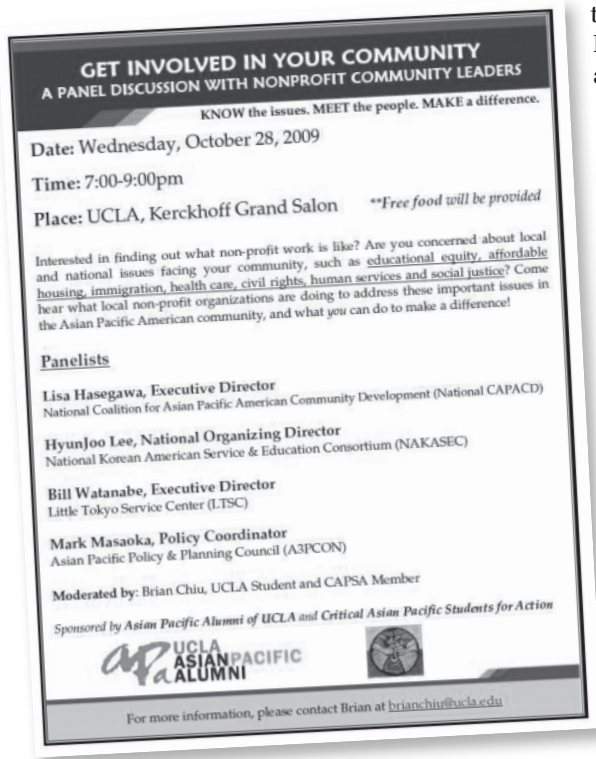 GET INVOLVED IN YOUR COMMUNITY
A PANEL DISCUSSION WITH NONPROFIT COMMUNITY LEADERS
KNOW the issues. MEET the people. MAKE a difference.
Date: Wednesday, October 28, 2009
Time: 7:00-9:00pm
Place: UCLA, Kerckhoff Grand Salon **Free food will be provided
Interested in finding out what non-profit work is like? Are you concerned about local
and national issues facing your community, such as educational equity, affordable
housing, immigration, health care, civil rights, human services and social justice? Come
hear what local non-profit organizations are doing to address these important issues in
the Asian Pacific American community, and what you can do to make a difference!
Panelists
Lisa Hasegawa, Executive Director
National Coalition for Asian Pacific American Community Development (National CAPACD)
HyunJoo Lee, National Organizing Director
National Korean American Service & Education Consortium (NAKASEC)
Bill Watanabe, Executive Director
Little Tokyo Service Center (LTSC)
Mark Masaoka, Policy Coordinator
Asian Pacific Policy & Planning Council (A3PCON)
Moderated by: Brian Chiu, UCLA Student and CAPSA Member
Sponsored by Asian Pacific Alumni of UCLA and Critical Asian Pacific Students for Action
apa UCLA
ASIAN PACIFIC
ALUMNI
For more information, please contact Brian at brianchiu@ucla.edu